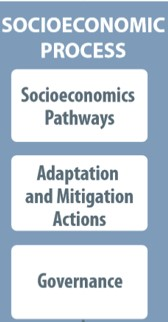 SOCIOECONOMIC
PROCESS
Socioeconomics
Pathways
Adaptation
and Mitigation
Actions
Governance